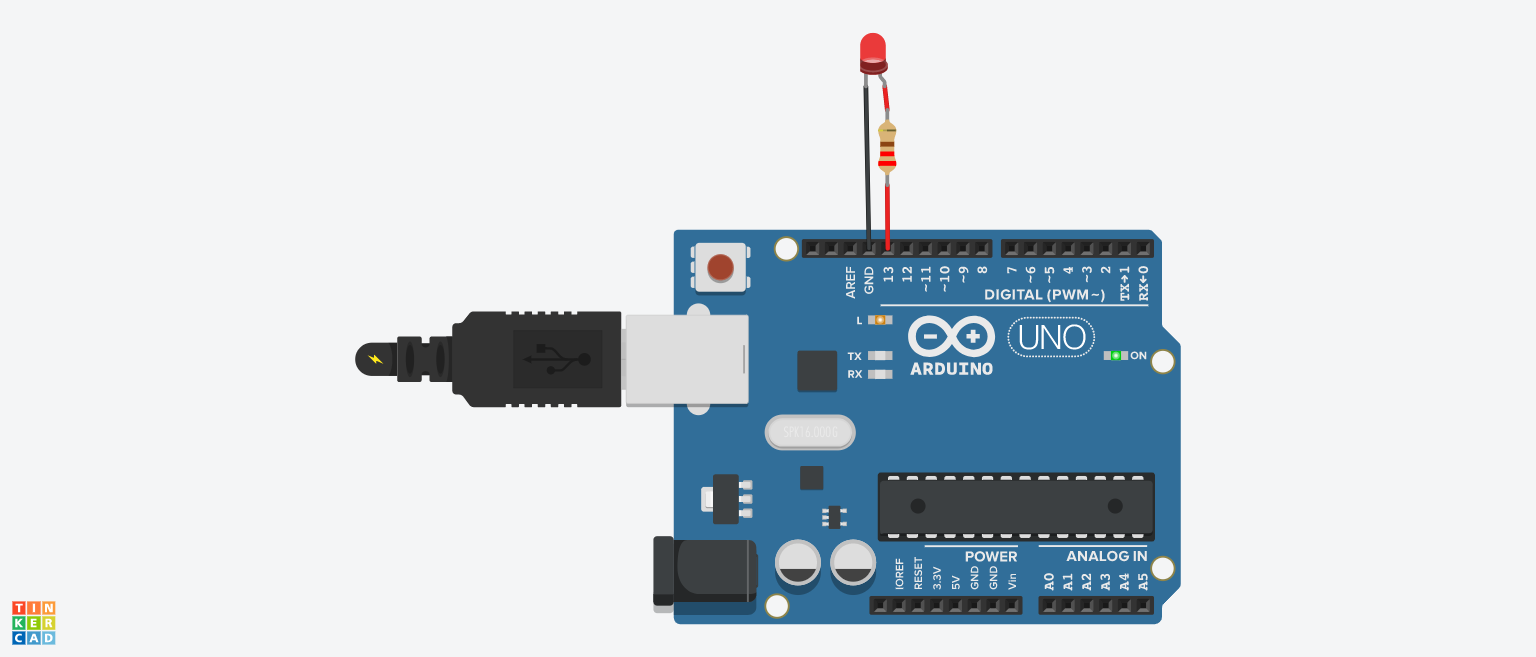 AREF
GND
13
12
~11
~10
~9
8
7
~6
~5
4
~3
2
TX→1
RX←0
DIGITAL (PWM ~)
L
TX
RX
UNO
ARDUINO
ON
SPK16.000G
POWER
ANALOG IN
IOREF
RESET
3.3V
5V
GND
GND
Vin
A0
A1
A2
A3
A4
A5
TIN
KER
CAD